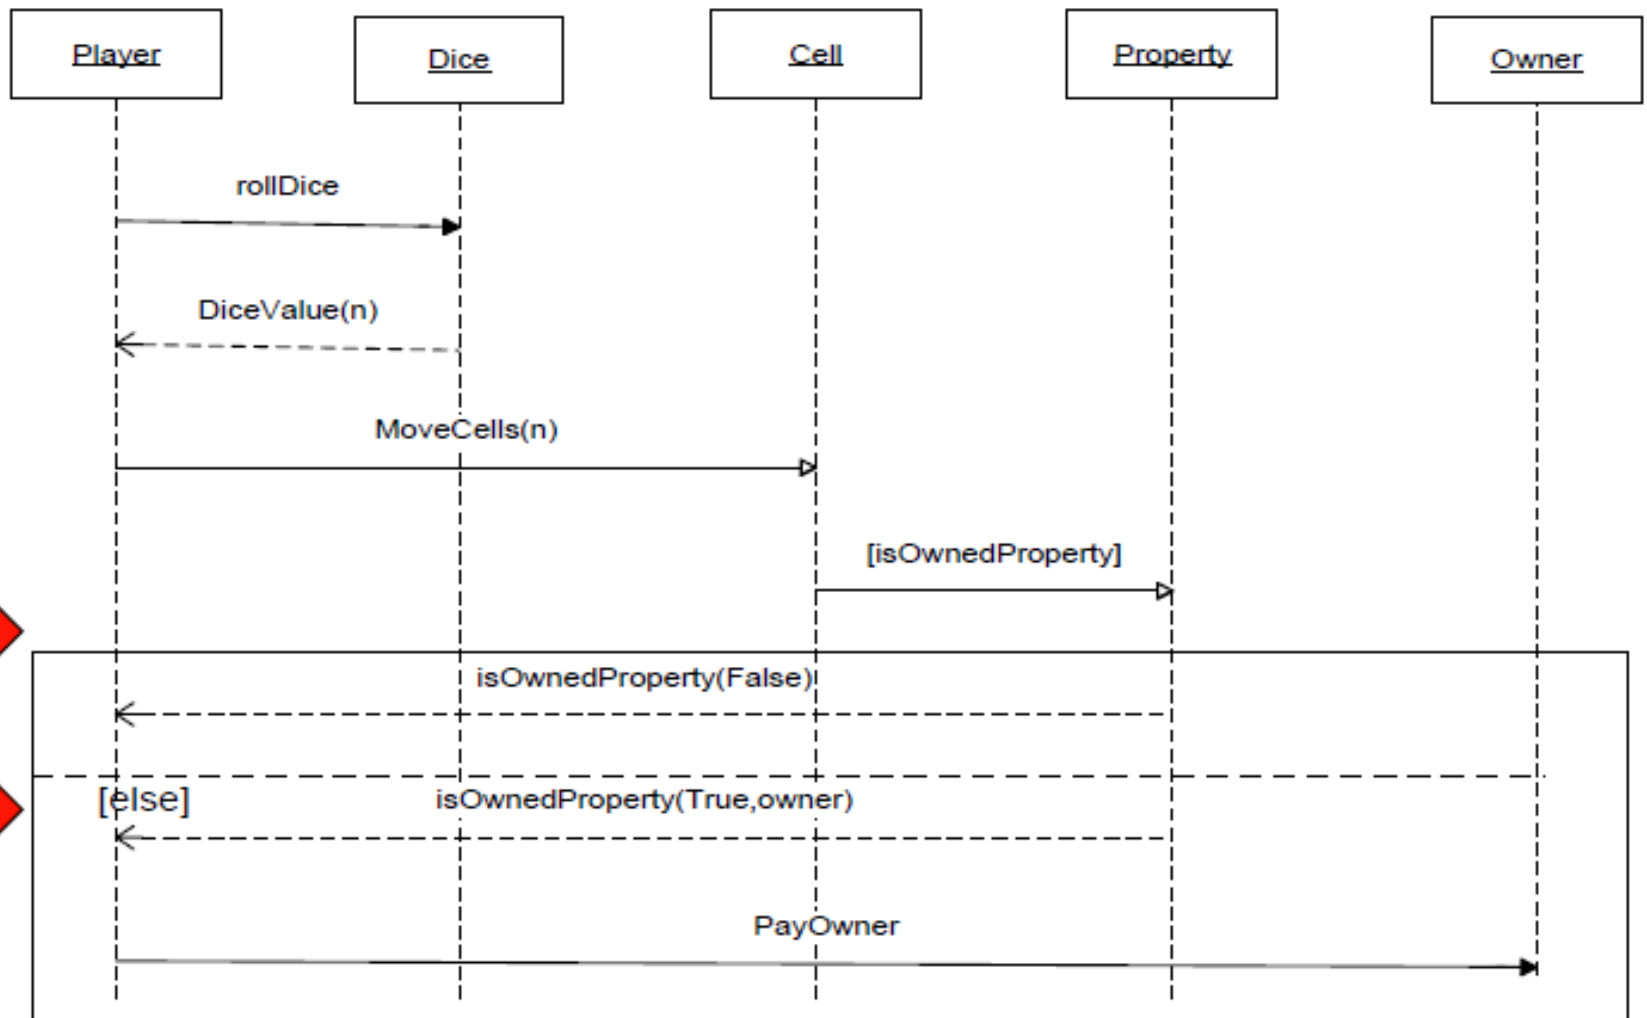 Player
Dice
Cell
Property
Owner
rollDice
DiceValue(n)
MoveCells(n)
[isOwnedProperty]
isOwnedProperty(False)
[else]
isOwnedProperty(True,owner)
PayOwner